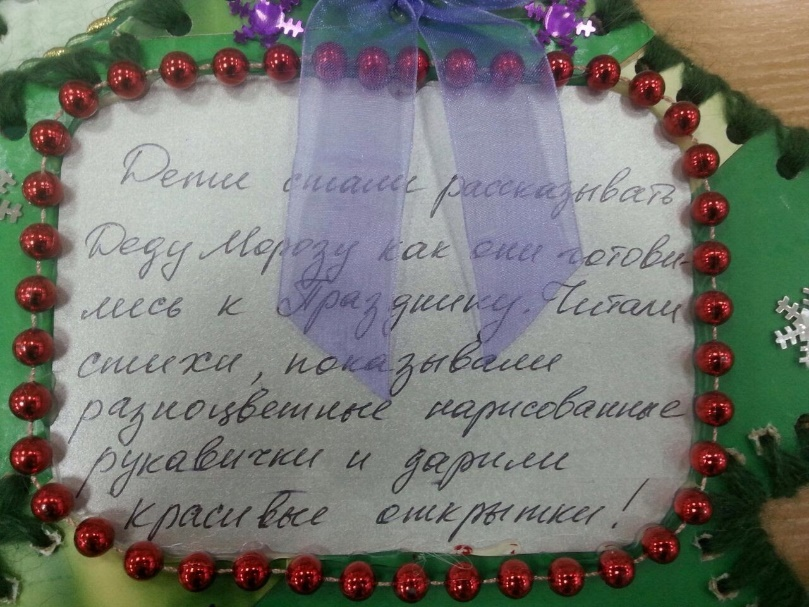 Дети стали рассказывать
Деду Морозу как они готови-
лись к Празднику. Читали
стихи, показывали
разноцветные нарисованные
рукавички и дарили
красивые открытки!